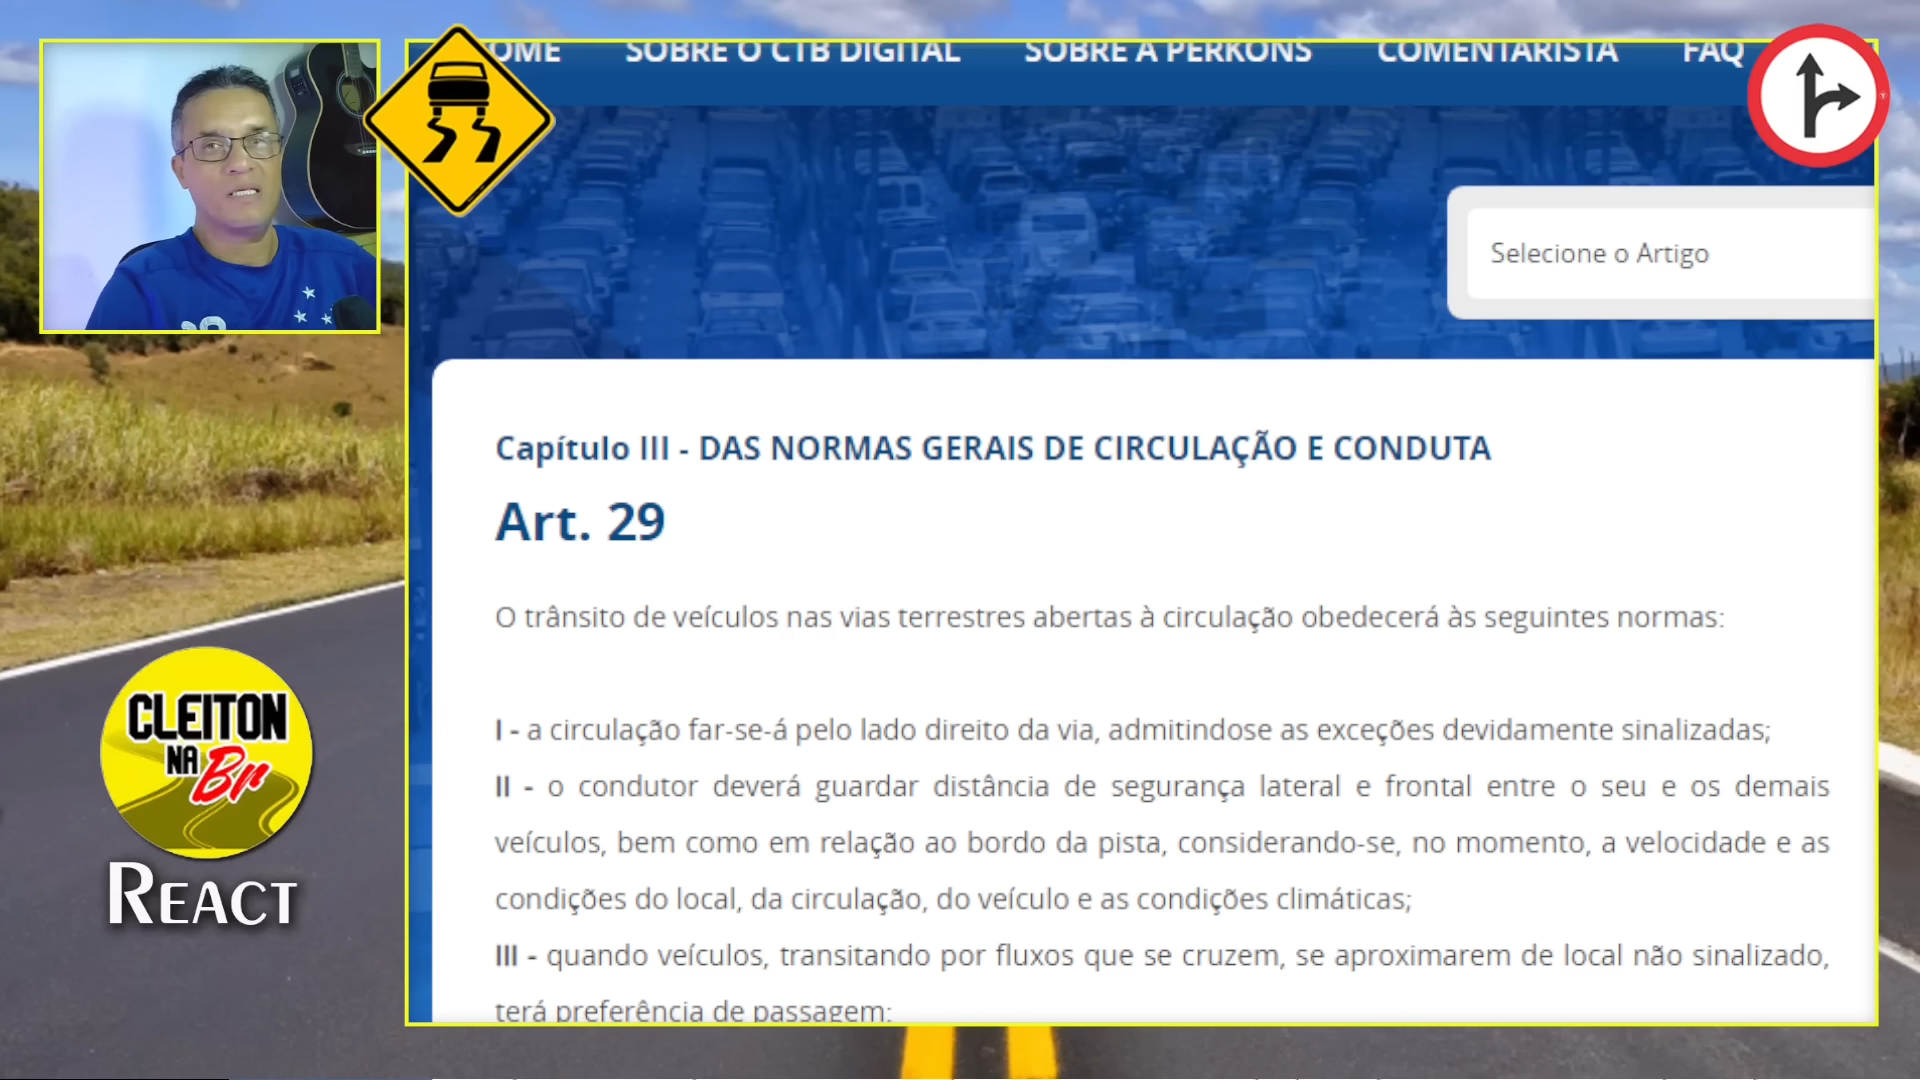 OME SOBRE O CTB DIGITAL SOBRE A PERKONS COMENTARISTA FAQ
Selecione o Artigo
Capítulo III - DAS NORMAS GERAIS DE CIRCULAÇÃO E CONDUTA
Art. 29
O trânsito de veículos nas vias terrestres abertas à circulação obedecerá às seguintes normas:
I - a circulação far-se-á pelo lado direito da via, admitindose as exceções devidamente sinalizadas;
II - o condutor deverá guardar distância de segurança lateral e frontal entre o seu e os demais
veículos, bem como em relação ao bordo da pista, considerando-se, no momento, a velocidade e as
condições do local, da circulação, do veículo e as condições climáticas;
III - quando veículos, transitando por fluxos que se cruzem, se aproximarem de local não sinalizado,
terá preferência de passagem:
CLEITON
NA Br
REACT